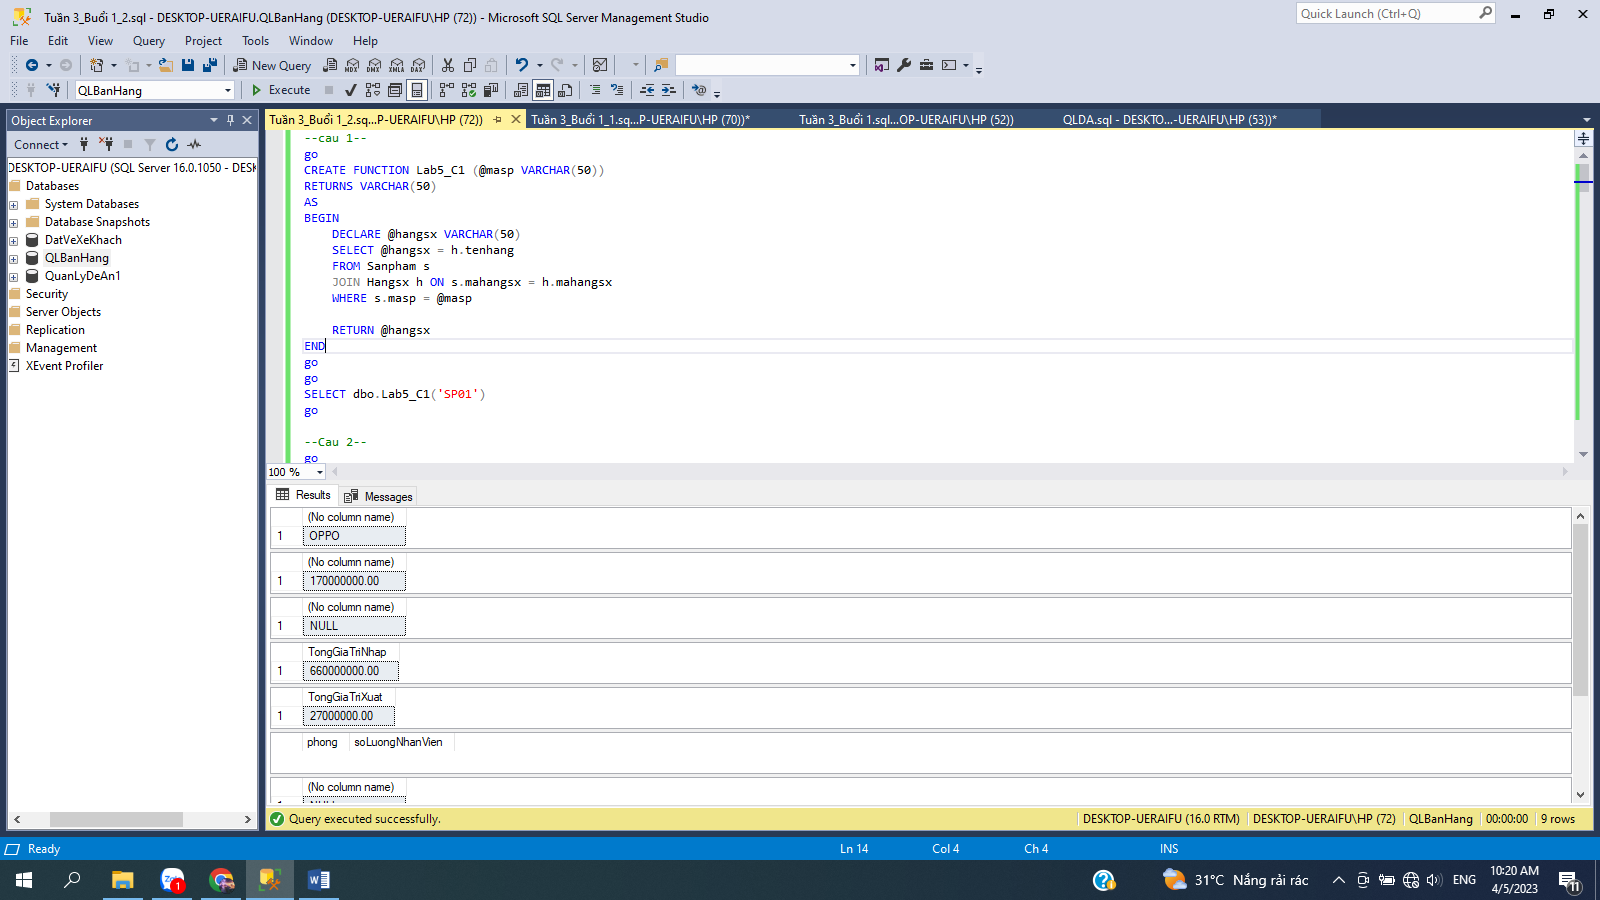 Tuần 3_Buổi 1_2.sql - DESKTOP-UERAIFU.QLBanHang (DESKTOP-UERAIFU\HP (72)) - Microsoft SQL Server Management Studio
Quick Launch (Ctrl+Q)
File Edit View Query Project Tools Window Help
New Query MDX DMX XMLA DAX
QLBanHang Execute
Object Explorer
Tuần 3_Buổi 1_2.sq...P-UERAIFU\HP (72)) Tuần 3_Buổi 1_1.sq...P-UERAIFU\HP (70))* Tuần 3_Buổi 1.sql...OP-UERAIFU\HP (52)) QLDA.sql - DESKTO...-UERAIFU\HP (53))*
Connect
DESKTOP-UERAIFU (SQL Server 16.0.1050 - DESK
Databases
System Databases
Database Snapshots
DatVeXeKhach
QLBanHang
QuanLyDeAn1
Security
Server Objects
Replication
Management
XEvent Profiler
--cau 1--
go
CREATE FUNCTION Lab5_C1 (@masp VARCHAR(50))
RETURNS VARCHAR(50)
AS
BEGIN
DECLARE @hangsx VARCHAR(50)
SELECT @hangsx = h.tenhang
FROM Sanpham s
JOIN Hangsx h ON s.mahangsx = h.mahangsx
WHERE s.masp = @masp
RETURN @hangsx
END
go
go
SELECT dbo.Lab5_C1('SP01')
go
--Cau 2--
go
100 %
Results Messages
(No column name)
1 OPPO
(No column name)
1 170000000.00
(No column name)
1 NULL
TongGiaTriNhap
1 660000000.00
TongGiaTriXuat
1 27000000.00
phong soLuongNhanVien
(No column name)
1 NULL
Query executed successfully. DESKTOP-UERAIFU (16.0 RTM) DESKTOP-UERAIFU\HP (72) QLBanHang 00:00:00 9 rows
Ready Ln 14 Col 4 Ch 4 INS
Zalo 1 31°C Nắng rải rác ENG 10:20 AM
4/5/2023 11